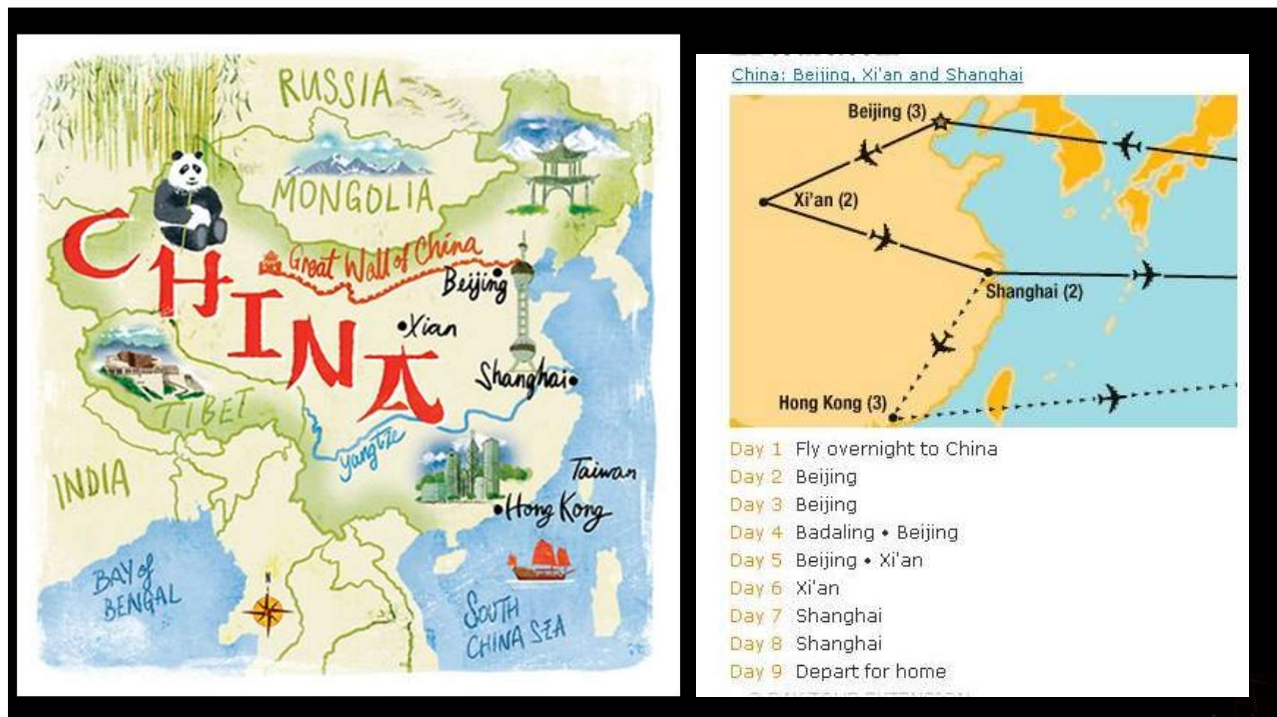 RUSSIA
MONGOLIA
CHINA
Great Wall of China
Beijing
Xian
Shanghai
TIBET
Yangtze
INDIA
Taiwan
Hong Kong
BAY of
BENGAL
N
SOUTH
CHINA SEA
China: Beijing, Xi'an and Shanghai
Beijing (3)
Xi'an (2)
Shanghai (2)
Hong Kong (3)
Day 1 Fly overnight to China
Day 2 Beijing
Day 3 Beijing
Day 4 Badaling • Beijing
Day 5 Beijing • Xi'an
Day 6 Xi'an
Day 7 Shanghai
Day 8 Shanghai
Day 9 Depart for home